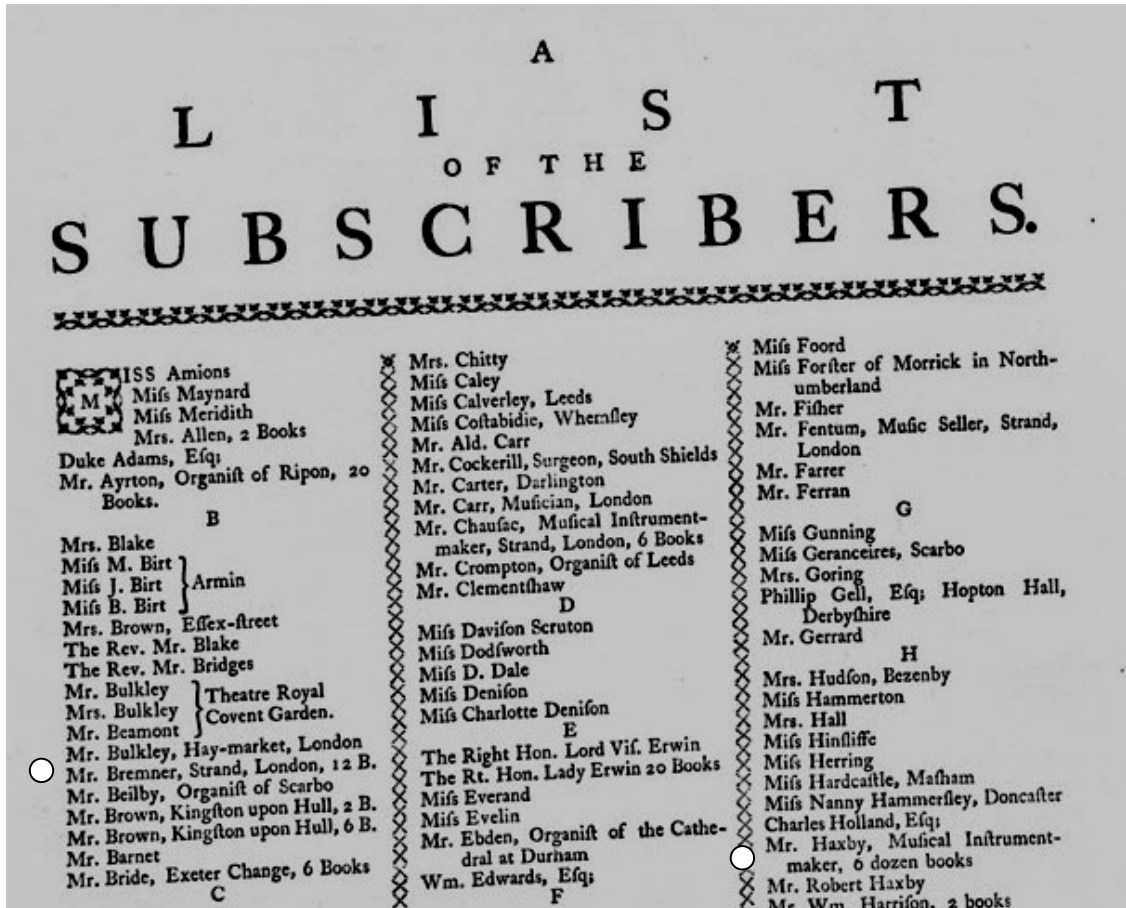 A
L I S T
OF THE
SUBSCRIBERS.
MISS Amions
Miſs Maynard
Miſs Meridith
Mrs. Allen, 2 Books
Duke Adams, Eſq;
Mr. Ayrton, Organiſt of Ripon, 20
Books.
B
Mrs. Blake
Miſs M. Birt
Miſs J. Birt } Armin
Miſs B. Birt
Mrs. Brown, Eſſex-ſtreet
The Rev. Mr. Blake
The Rev. Mr. Bridges
Mr. Bulkley } Theatre Royal
Mrs. Bulkley } Covent Garden.
Mr. Beamont
Mr. Bulkley, Hay-market, London
Mr. Bremner, Strand, London, 12 B.
Mr. Beilby, Organiſt of Scarbo
Mr. Brown, Kingſton upon Hull, 2 B.
Mr. Brown, Kingſton upon Hull, 6 B.
Mr. Barnet
Mr. Bride, Exeter Change, 6 Books
C
Mrs. Chitty
Miſs Caley
Miſs Calverley, Leeds
Miſs Coſtabidic, Whernſley
Mr. Ald. Carr
Mr. Cockerill, Surgeon, South Shields
Mr. Carter, Darlington
Mr. Carr, Muſician, London
Mr. Chauſac, Muſical Inſtrument-
maker, Strand, London, 6 Books
Mr. Crompton, Organiſt of Leeds
Mr. Clementſhaw
D
Miſs Daviſon Scruton
Miſs Dodſworth
Miſs D. Dale
Miſs Deniſon
Miſs Charlotte Deniſon
E
The Right Hon. Lord Viſ. Erwin
The Rt. Hon. Lady Erwin 20 Books
Miſs Everand
Miſs Evelin
Mr. Ebden, Organiſt of the Cathe-
dral at Durham
Wm. Edwards, Eſq;
F
Miſs Foord
Miſs Forſter of Morrick in North-
umberland
Mr. Fiſher
Mr. Fentum, Muſic Seller, Strand,
London
Mr. Farrer
Mr. Ferran
G
Miſs Gunning
Miſs Geranceires, Scarbo
Mrs. Goring
Phillip Gell, Eſq; Hopton Hall,
Derbyſhire
Mr. Gerrard
H
Mrs. Hudſon, Bezenby
Miſs Hammerton
Mrs. Hall
Miſs Hinſliffe
Miſs Herring
Miſs Hardcaſtle, Maſham
Miſs Nanny Hammerſley, Doncaſter
Charles Holland, Eſq;
Mr. Haxby, Muſical Inſtrument-
maker, 6 dozen books
Mr. Robert Haxby
Mr. Wm. Harriſon, 2 books